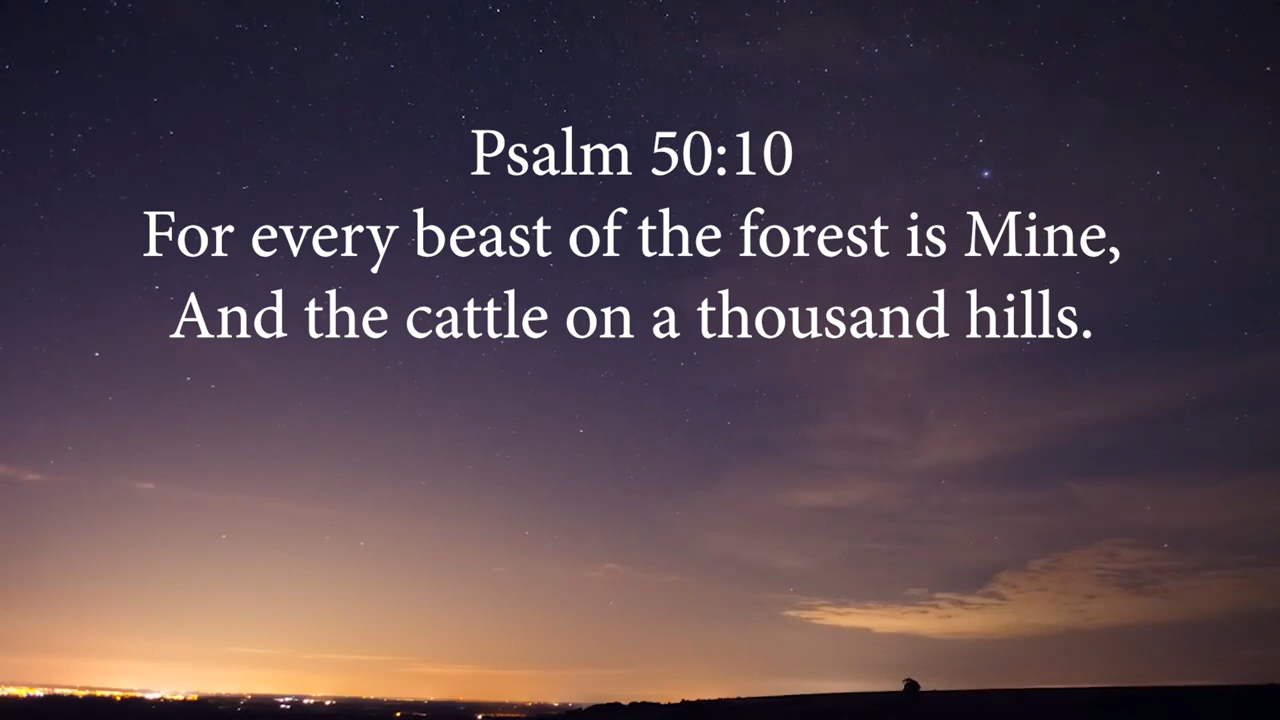 Psalm 50:10
For every beast of the forest is Mine,
And the cattle on a thousand hills.